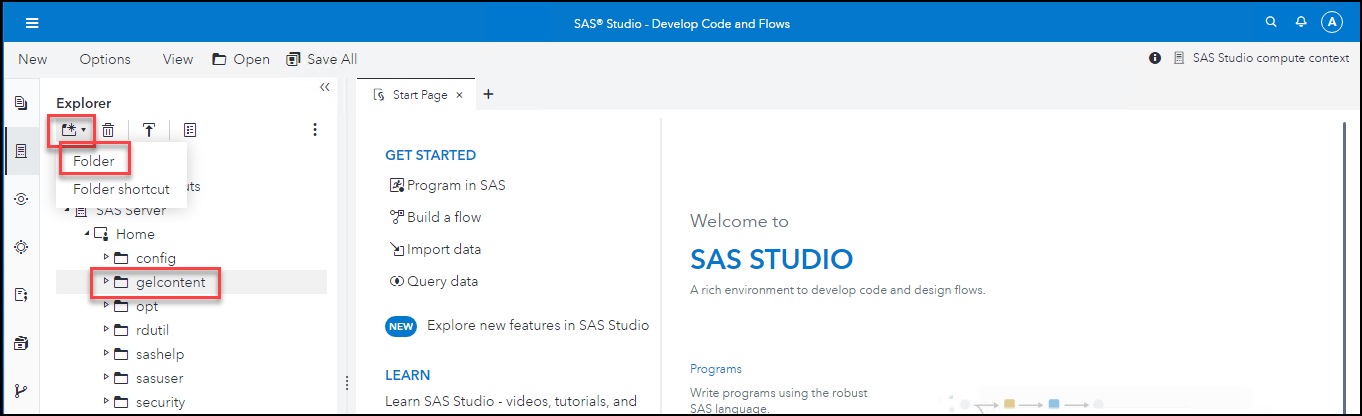 SAS® Studio - Develop Code and Flows
A
New Options View Open Save All
SAS Studio compute context
Explorer
Start Page
Folder
Folder shortcut
uts
SAS Server
Home
config
gelcontent
opt
rdutil
sashelp
sasuser
security
GET STARTED
Program in SAS
Build a flow
Import data
Query data
NEW Explore new features in SAS Studio
LEARN
Learn SAS Studio - videos, tutorials, and
Welcome to
SAS STUDIO
A rich environment to develop code and design flows.
Programs
Write programs using the robust
SAS language.